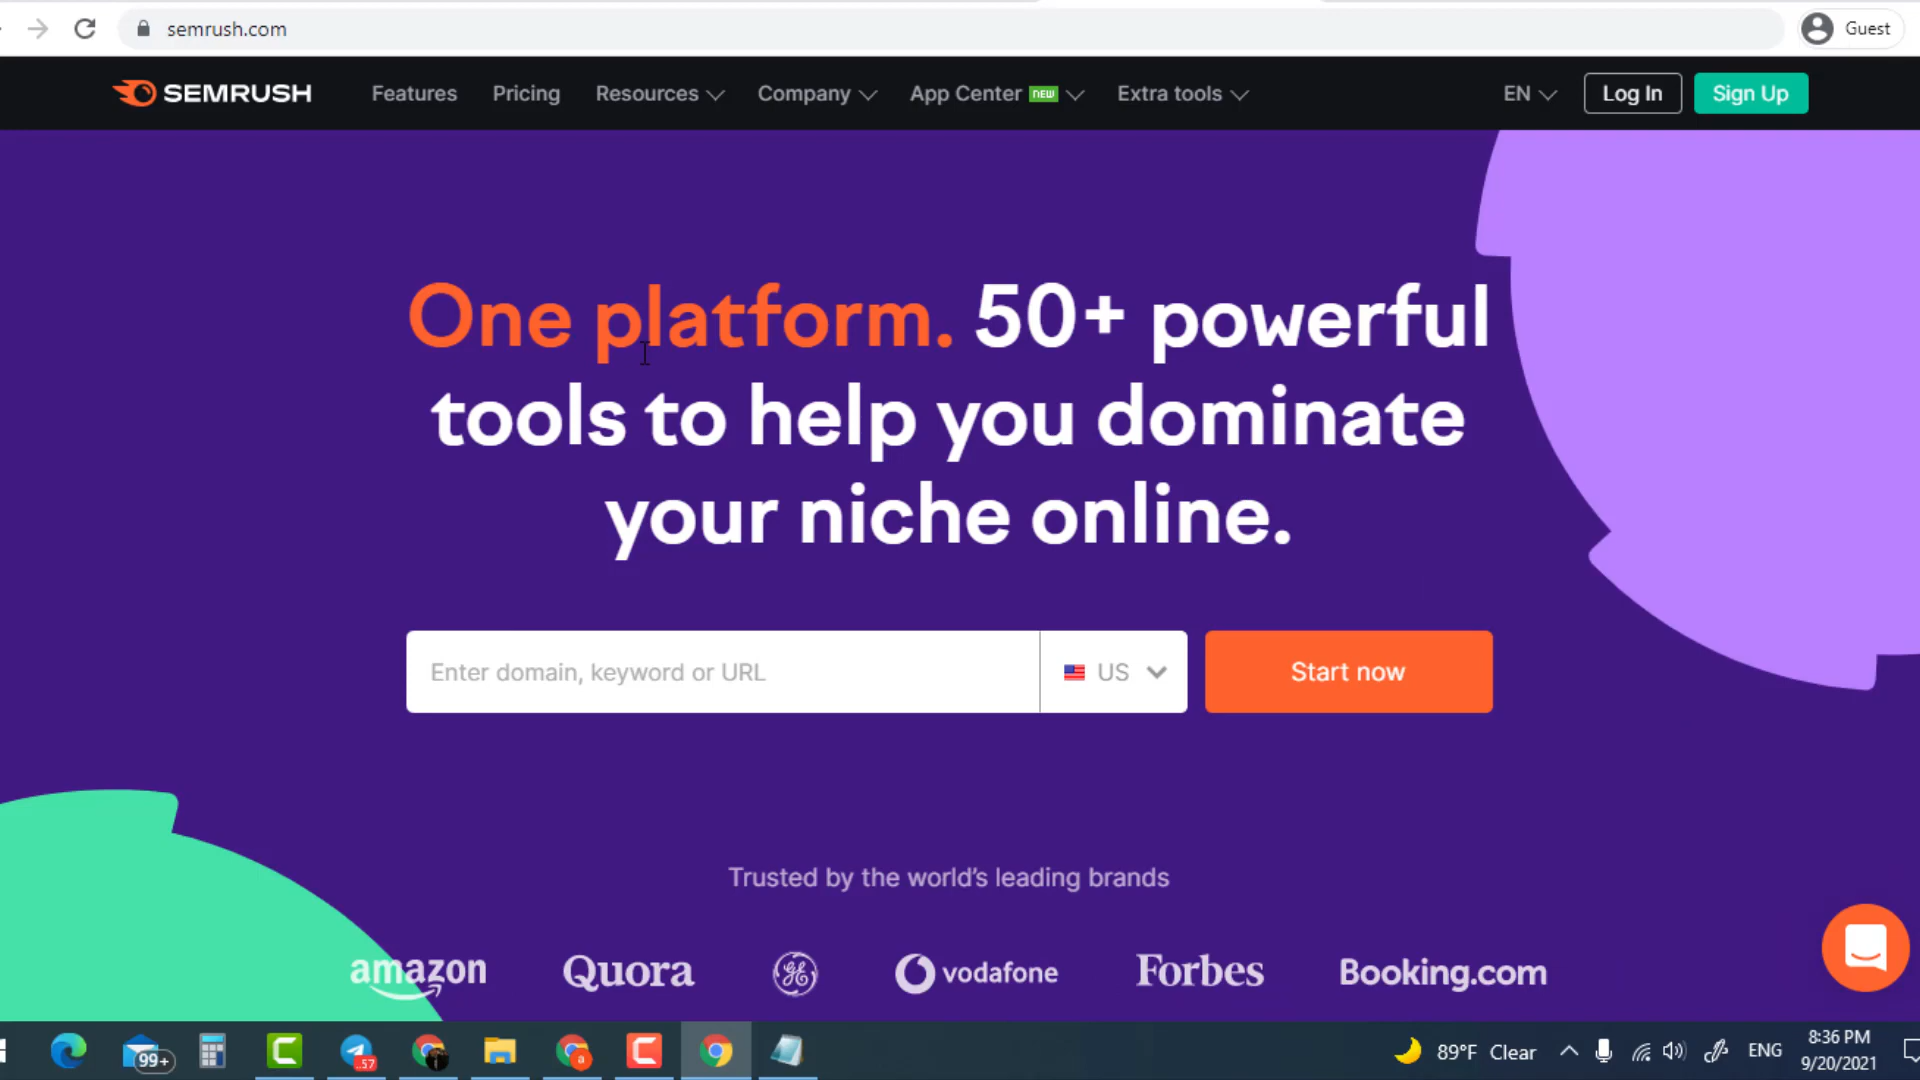 semrush.com
Guest
SEMRUSH Features Pricing Resources Company App Center NEW Extra tools EN Log In Sign Up
One platform. 50+ powerful
tools to help you dominate
your niche online.
Enter domain, keyword or URL US Start now
Trusted by the world's leading brands
amazon Quora GE vodafone Forbes Booking.com
99+ 57 a 89°F Clear ENG 8:36 PM
9/20/2021